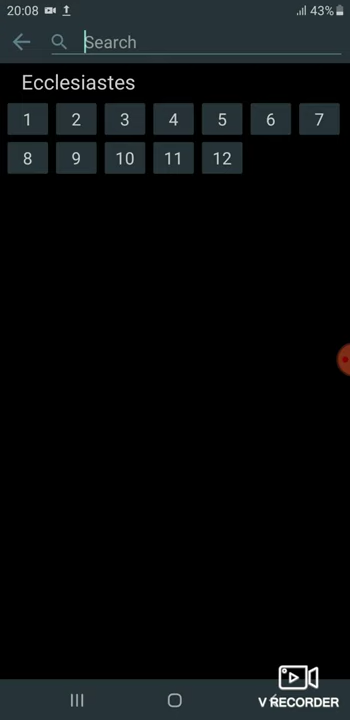 20:08 43%
Search
Ecclesiastes
1 2 3 4 5 6 7
8 9 10 11 12
V RECORDER